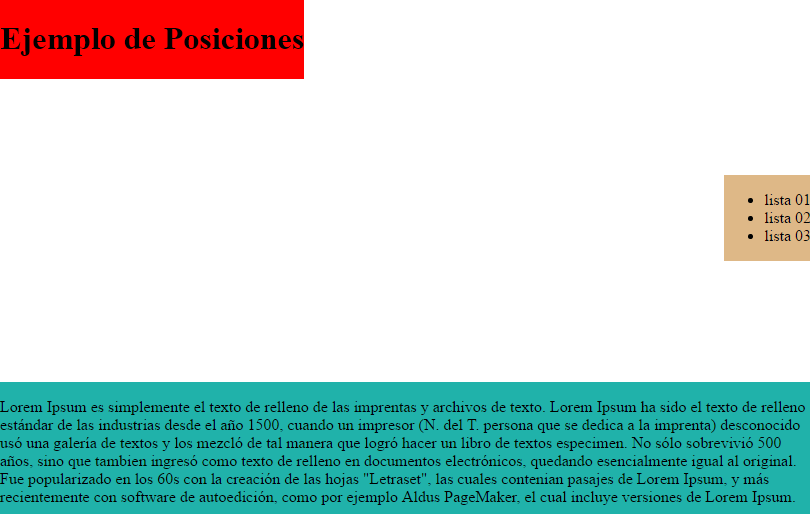 Ejemplo de Posiciones
lista 01
lista 02
lista 03
Lorem Ipsum es simplemente el texto de relleno de las imprentas y archivos de texto. Lorem Ipsum ha sido el texto de relleno
estándar de las industrias desde el año 1500, cuando un impresor (N. del T. persona que se dedica a la imprenta) desconocido
usó una galería de textos y los mezcló de tal manera que logró hacer un libro de textos especimen. No sólo sobrevivió 500
años, sino que tambien ingresó como texto de relleno en documentos electrónicos, quedando esencialmente igual al original.
Fue popularizado en los 60s con la creación de las hojas "Letraset", las cuales contenian pasajes de Lorem Ipsum, y más
recientemente con software de autoedición, como por ejemplo Aldus PageMaker, el cual incluye versiones de Lorem Ipsum.